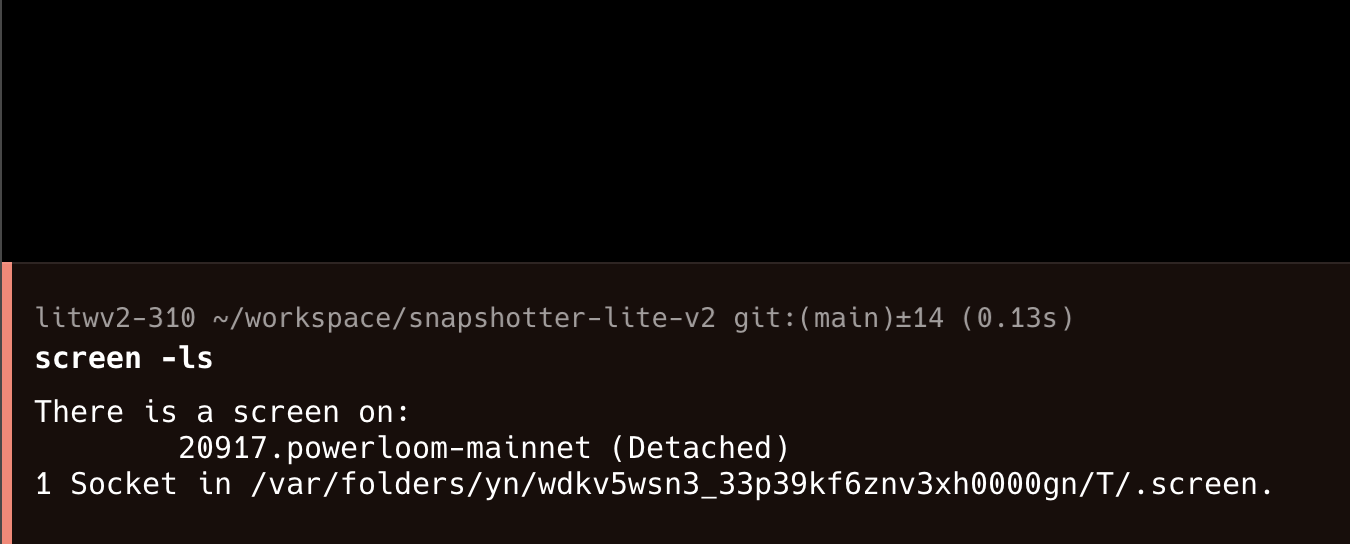 litwv2-310 ~/workspace/snapshotter-lite-v2 git:(main)±14 (0.13s)
screen -ls
There is a screen on:
20917.powerloom-mainnet (Detached)
1 Socket in /var/folders/yn/wdkv5wsn3_33p39kf6znv3xh0000gn/T/.screen.